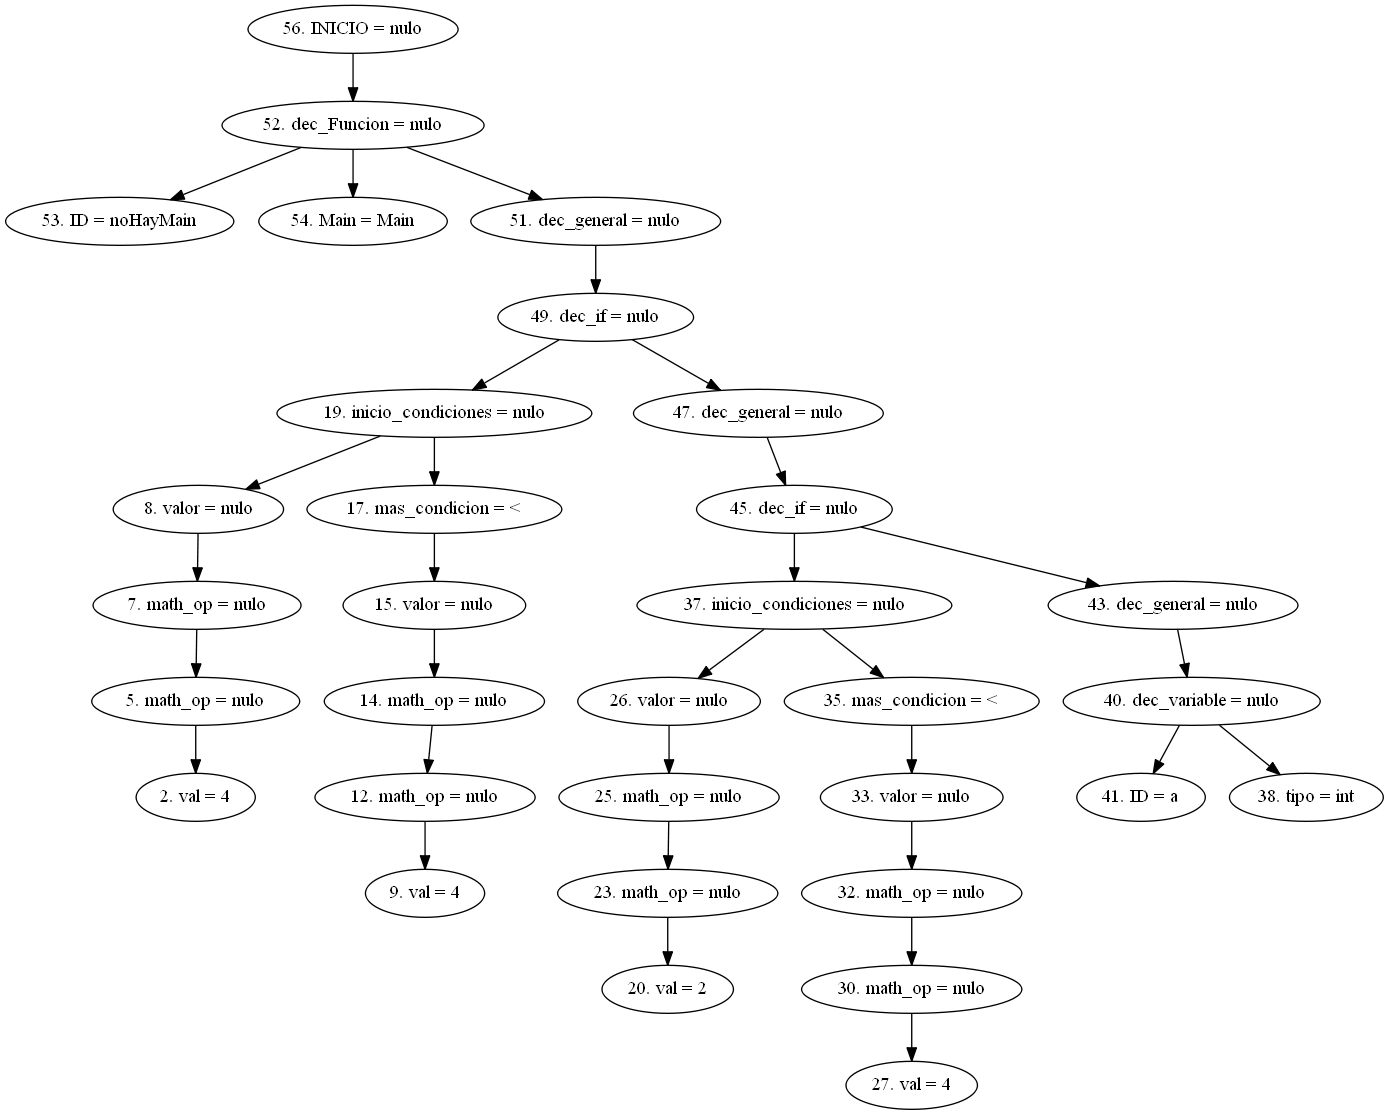 56. INICIO = nulo
52. dec_Funcion = nulo
53. ID = noHayMain
54. Main = Main
51. dec_general = nulo
49. dec_if = nulo
19. inicio_condiciones = nulo
47. dec_general = nulo
8. valor = nulo
17. mas_condicion = <
45. dec_if = nulo
7. math_op = nulo
15. valor = nulo
37. inicio_condiciones = nulo
43. dec_general = nulo
5. math_op = nulo
14. math_op = nulo
26. valor = nulo
35. mas_condicion = <
40. dec_variable = nulo
2. val = 4
12. math_op = nulo
25. math_op = nulo
33. valor = nulo
41. ID = a
38. tipo = int
9. val = 4
23. math_op = nulo
32. math_op = nulo
20. val = 2
30. math_op = nulo
27. val = 4